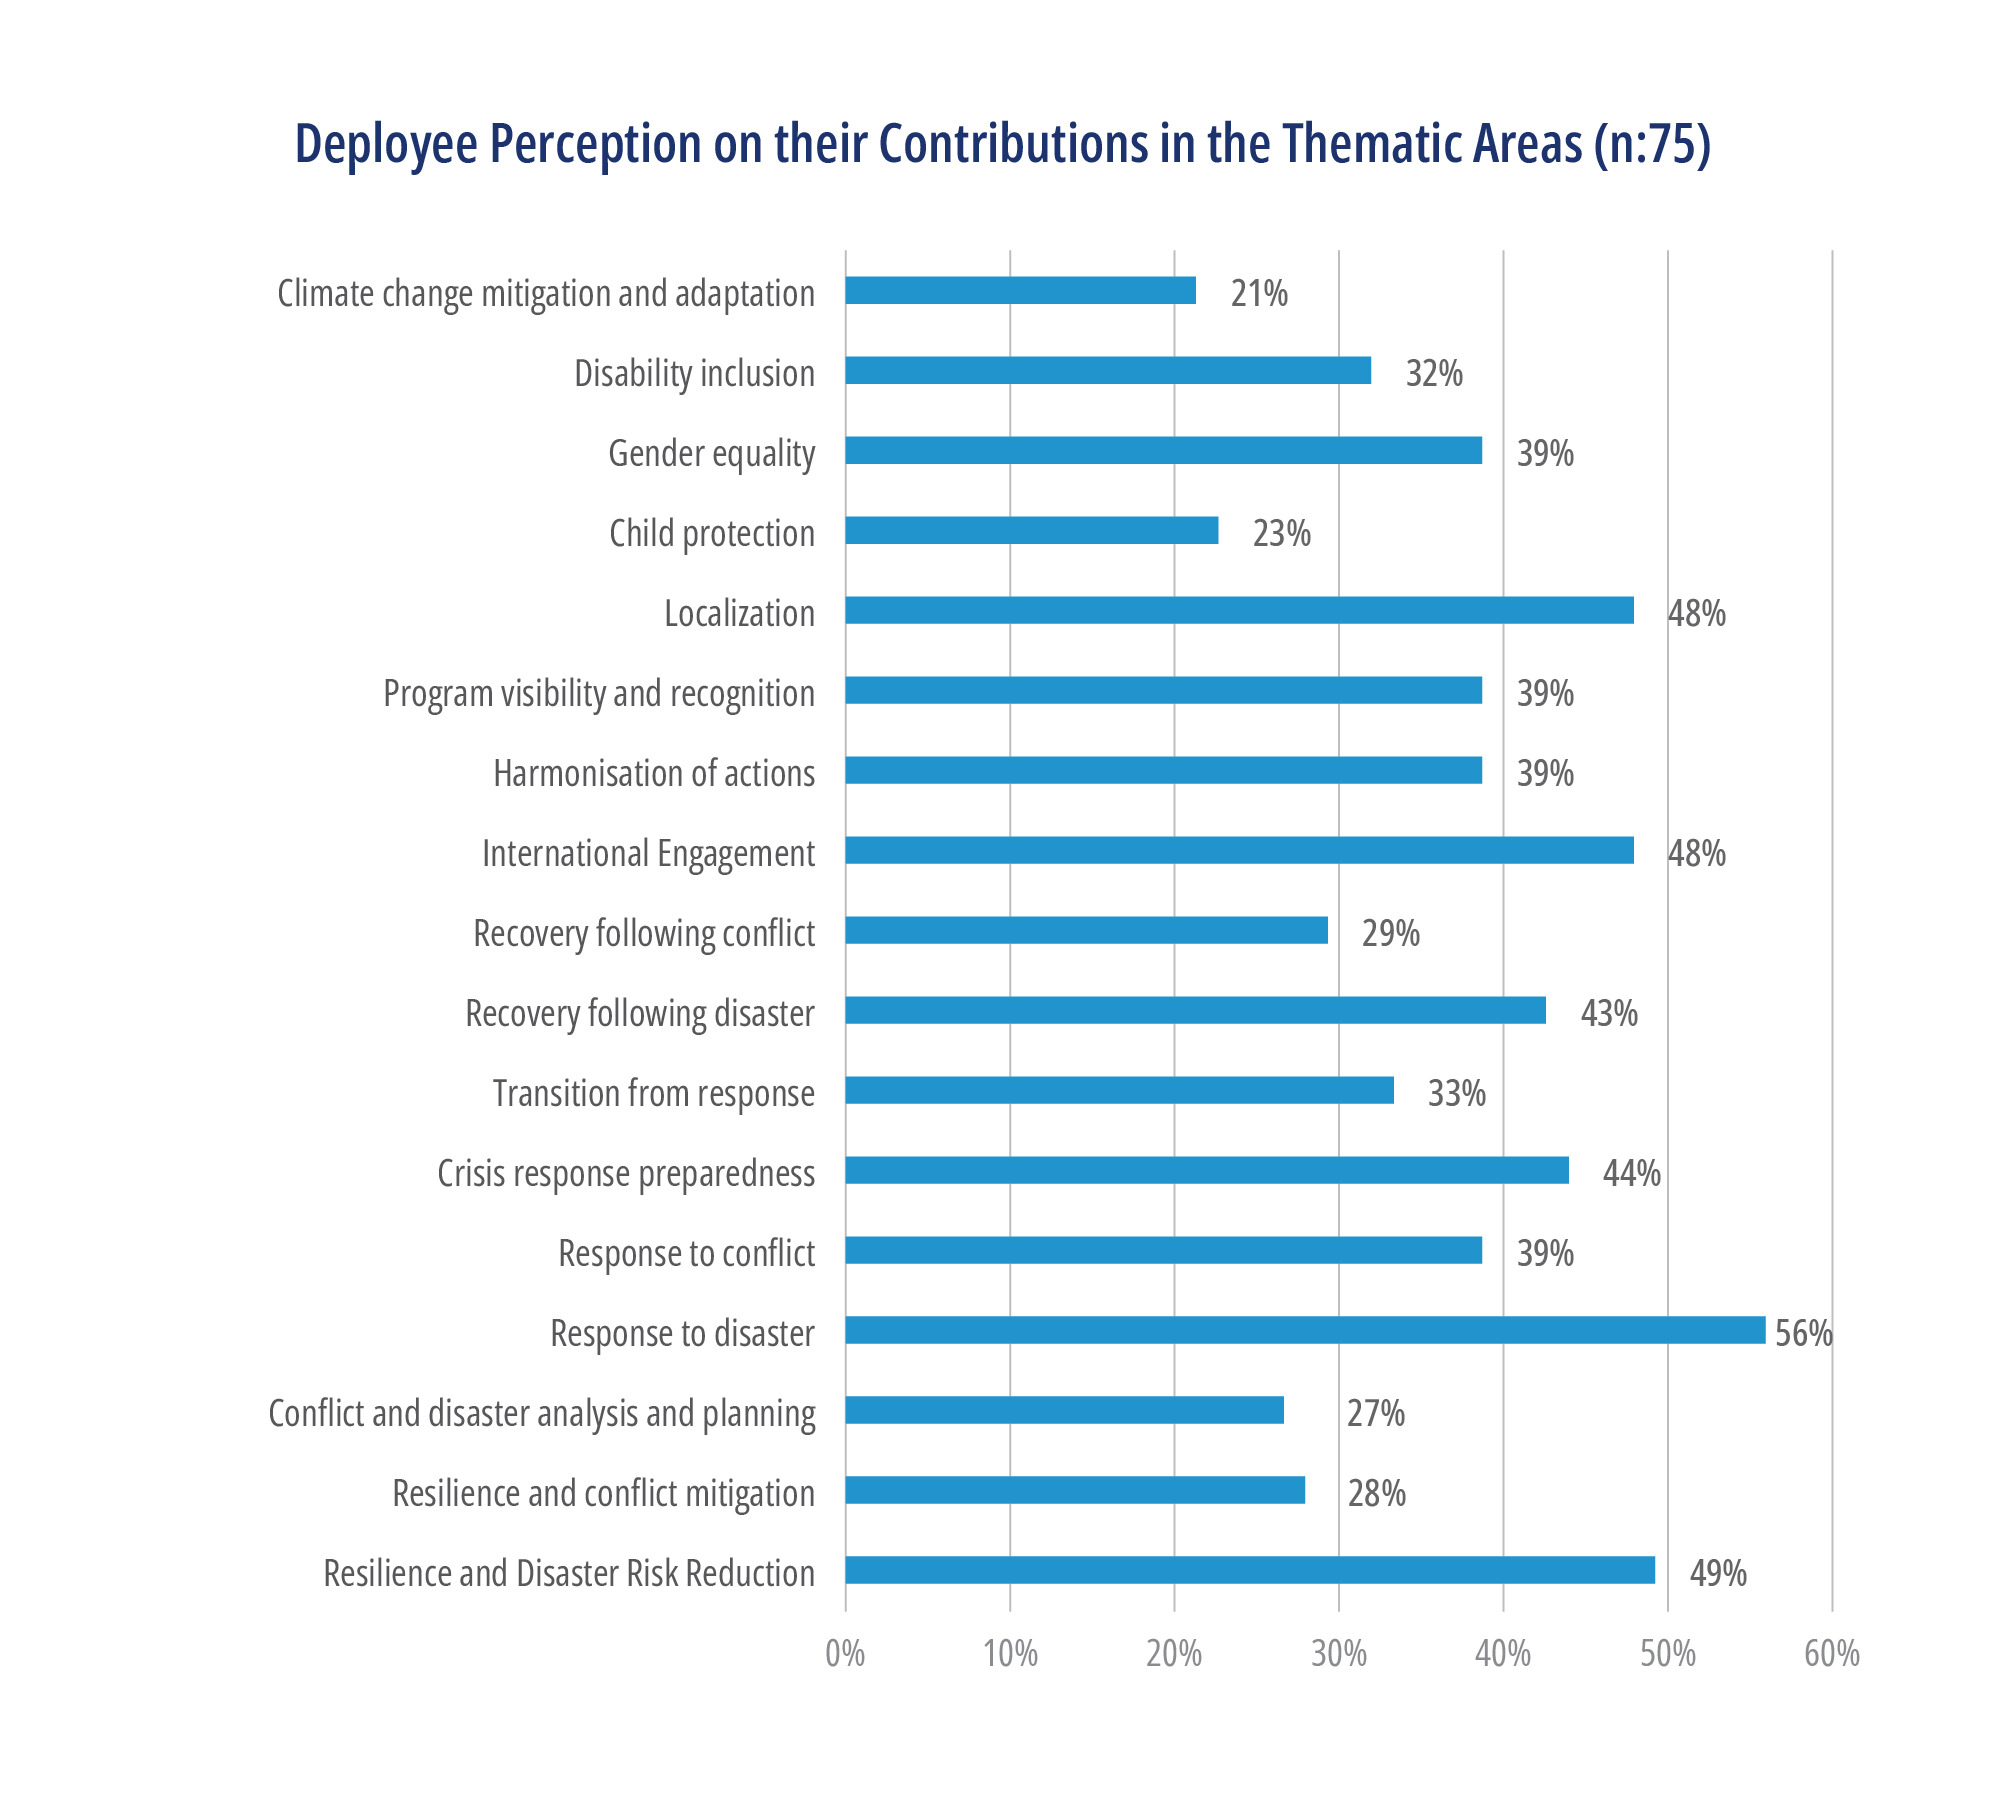 Deployee Perception on their Contributions in the Thematic Areas (n:75)
Climate change mitigation and adaptation 21%
Disability inclusion 32%
Gender equality 39%
Child protection 23%
Localization 48%
Program visibility and recognition 39%
Harmonisation of actions 39%
International Engagement 48%
Recovery following conflict 29%
Recovery following disaster 43%
Transition from response 33%
Crisis response preparedness 44%
Response to conflict 39%
Response to disaster 56%
Conflict and disaster analysis and planning 27%
Resilience and conflict mitigation 28%
Resilience and Disaster Risk Reduction 49%
0% 10% 20% 30% 40% 50% 60%